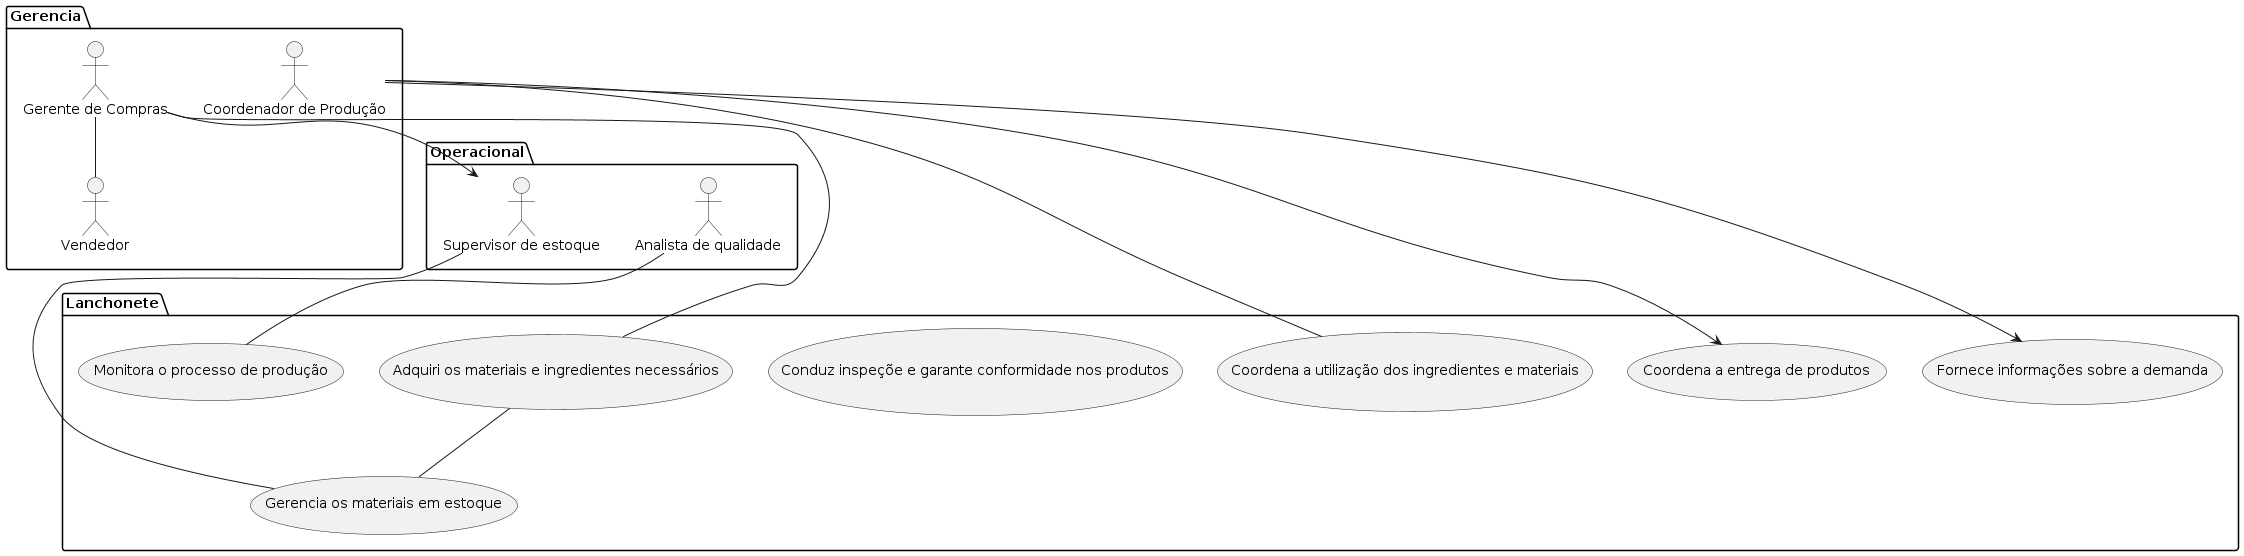 Gerencia
Gerente de Compras
Coordenador de Produção
Vendedor
Operacional
Supervisor de estoque
Analista de qualidade
Lanchonete
Monitora o processo de produção
Adquiri os materiais e ingredientes necessários
Conduz inspeçõe e garante conformidade nos produtos
Coordena a utilização dos ingredientes e materiais
Coordena a entrega de produtos
Fornece informações sobre a demanda
Gerencia os materiais em estoque